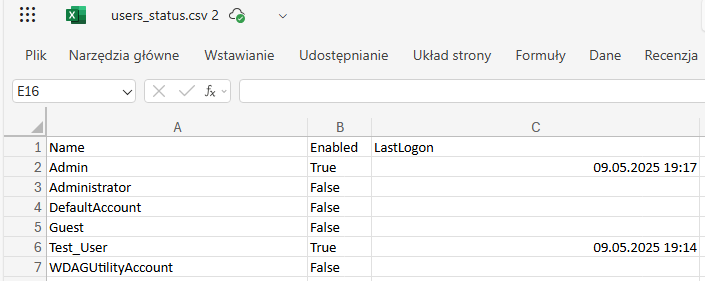 users_status.csv 2
Plik Narzędzia główne Wstawianie Udostępnianie Układ strony Formuły Dane Recenzja
E16 fx
A B C
1 Name Enabled LastLogon
2 Admin True 09.05.2025 19:17
3 Administrator False
4 DefaultAccount False
5 Guest False
6 Test_User True 09.05.2025 19:14
7 WDAGUtilityAccount False